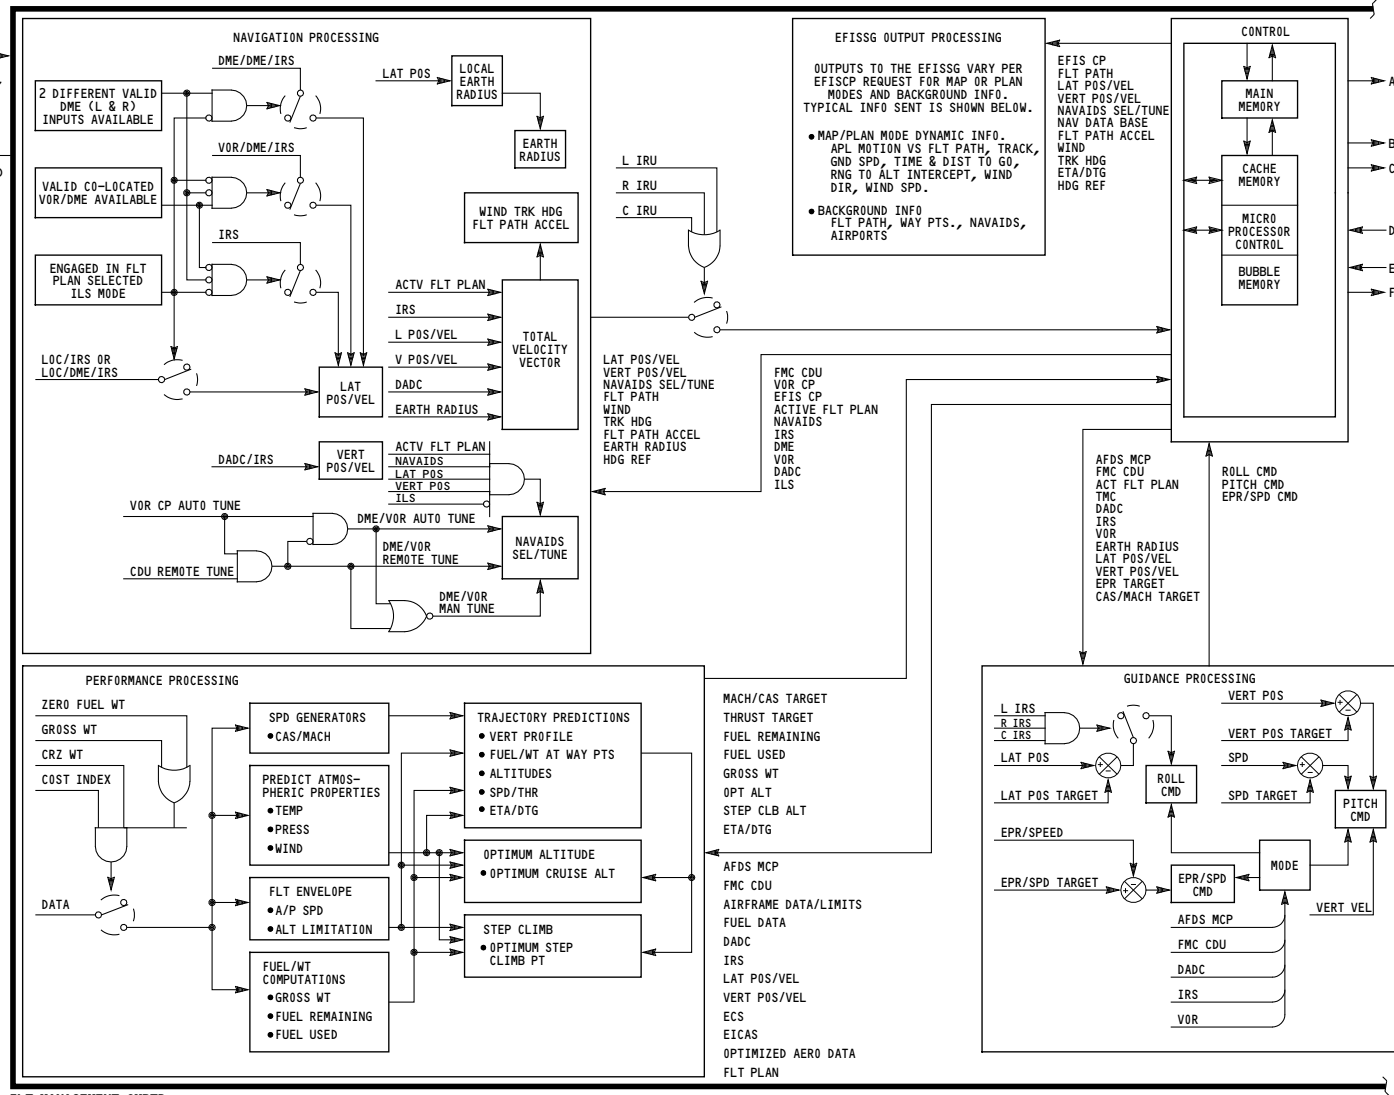 NAVIGATION PROCESSING
DME/DME/IRS
2 DIFFERENT VALID
DME (L & R)
INPUTS AVAILABLE
VOR/DME/IRS
VALID CO-LOCATED
VOR/DME AVAILABLE
IRS
ENGAGED IN FLT
PLAN SELECTED
ILS MODE
LOC/IRS OR
LOC/DME/IRS
LAT
POS/VEL
LAT POS
LOCAL
EARTH
RADIUS
EARTH
RADIUS
WIND TRK HDG
FLT PATH ACCEL
ACTV FLT PLAN
IRS
L POS/VEL
V POS/VEL
DADC
EARTH RADIUS
TOTAL
VELOCITY
VECTOR
DADC/IRS
VERT
POS/VEL
ACTV FLT PLAN
NAVAIDS
LAT POS
VERT POS
ILS
VOR CP AUTO TUNE
CDU REMOTE TUNE
DME/VOR AUTO TUNE
DME/VOR
REMOTE TUNE
DME/VOR
MAN TUNE
NAVAIDS
SEL/TUNE
L IRU
R IRU
C IRU
LAT POS/VEL
VERT POS/VEL
NAVAIDS SEL/TUNE
FLT PATH
WIND
TRK HDG
FLT PATH ACCEL
EARTH RADIUS
HDG REF
EFISSG OUTPUT PROCESSING
OUTPUTS TO THE EFISSG VARY PER
EFISCP REQUEST FOR MAP OR PLAN
MODES AND BACKGROUND INFO.
TYPICAL INFO SENT IS SHOWN BELOW.
● MAP/PLAN MODE DYNAMIC INFO.
APL MOTION VS FLT PATH, TRACK,
GND SPD, TIME & DIST TO GO,
RNG TO ALT INTERCEPT, WIND
DIR, WIND SPD.
● BACKGROUND INFO
FLT PATH, WAY PTS., NAVAIDS,
AIRPORTS
EFIS CP
FLT PATH
LAT POS/VEL
VERT POS/VEL
NAVAIDS SEL/TUNE
NAV DATA BASE
FLT PATH ACCEL
WIND
TRK HDG
ETA/DTG
HDG REF
CONTROL
MAIN
MEMORY
CACHE
MEMORY
MICRO
PROCESSOR
CONTROL
BUBBLE
MEMORY
A
B
C
D
E
F
FMC CDU
VOR CP
EFIS CP
ACTIVE FLT PLAN
NAVAIDS
IRS
DME
VOR
DADC
ILS
AFDS MCP
FMC CDU
ACT FLT PLAN
TMC
DADC
IRS
VOR
EARTH RADIUS
LAT POS/VEL
VERT POS/VEL
EPR TARGET
CAS/MACH TARGET
ROLL CMD
PITCH CMD
EPR/SPD CMD
PERFORMANCE PROCESSING
ZERO FUEL WT
GROSS WT
CRZ WT
COST INDEX
DATA
SPD GENERATORS
● CAS/MACH
PREDICT ATMOS-
PHERIC PROPERTIES
● TEMP
● PRESS
● WIND
FLT ENVELOPE
● A/P SPD
● ALT LIMITATION
FUEL/WT
COMPUTATIONS
● GROSS WT
● FUEL REMAINING
● FUEL USED
TRAJECTORY PREDICTIONS
● VERT PROFILE
● FUEL/WT AT WAY PTS
● ALTITUDES
● SPD/THR
● ETA/DTG
OPTIMUM ALTITUDE
● OPTIMUM CRUISE ALT
STEP CLIMB
● OPTIMUM STEP
CLIMB PT
MACH/CAS TARGET
THRUST TARGET
FUEL REMAINING
FUEL USED
GROSS WT
OPT ALT
STEP CLB ALT
ETA/DTG
AFDS MCP
FMC CDU
AIRFRAME DATA/LIMITS
FUEL DATA
DADC
IRS
LAT POS/VEL
VERT POS/VEL
ECS
EICAS
OPTIMIZED AERO DATA
FLT PLAN
GUIDANCE PROCESSING
L IRS
R IRS
C IRS
LAT POS
LAT POS TARGET
ROLL
CMD
VERT POS
VERT POS TARGET
SPD
SPD TARGET
PITCH
CMD
EPR/SPEED
EPR/SPD TARGET
EPR/SPD
CMD
MODE
VERT VEL
AFDS MCP
FMC CDU
DADC
IRS
VOR